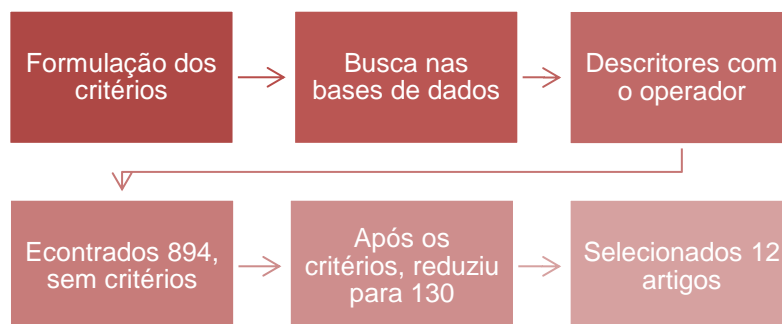 Formulação dos
critérios
Busca nas
bases de dados
Descritores com
o operador
Econtrados 894,
sem critérios
Após os
critérios, reduziu
para 130
Selecionados 12
artigos